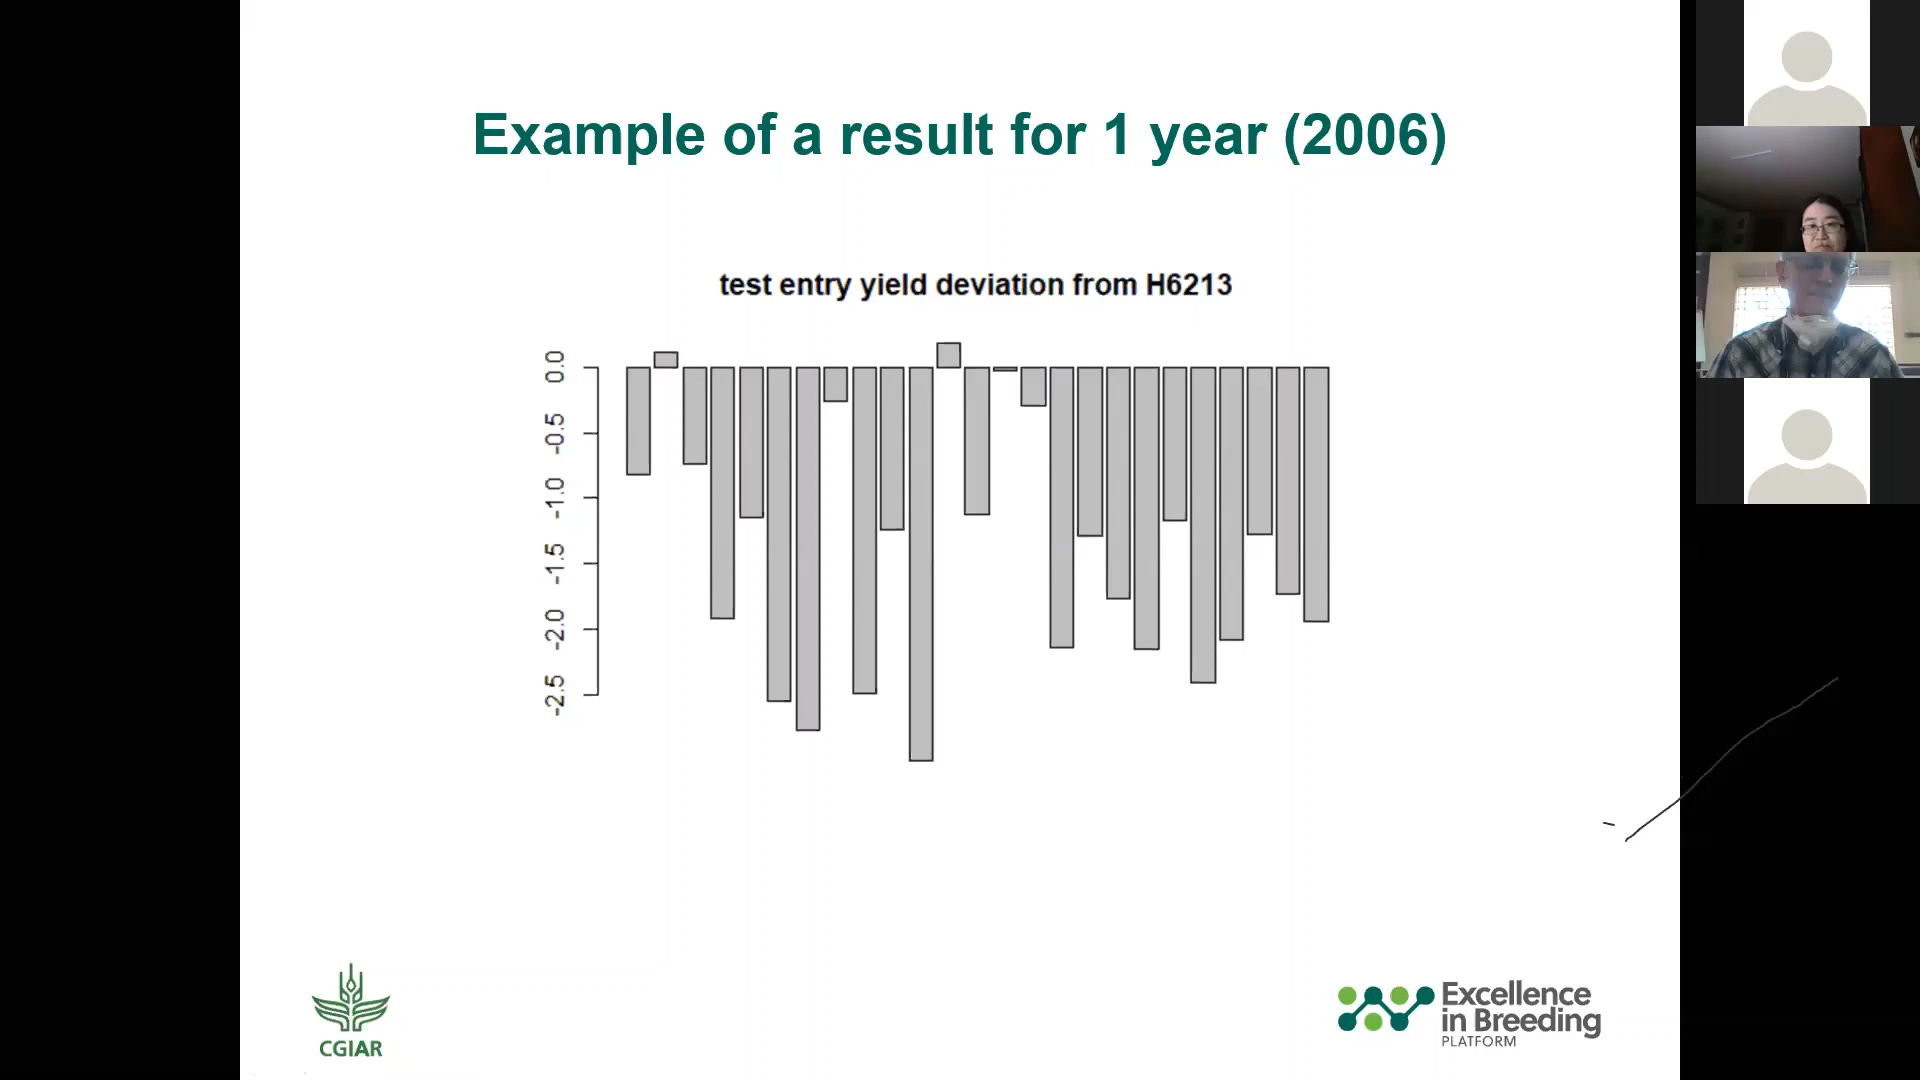 Example of a result for 1 year (2006)
test entry yield deviation from H6213
0.0
-0.5
-1.0
-1.5
-2.0
-2.5
CGIAR
Excellence
in Breeding
PLATFORM